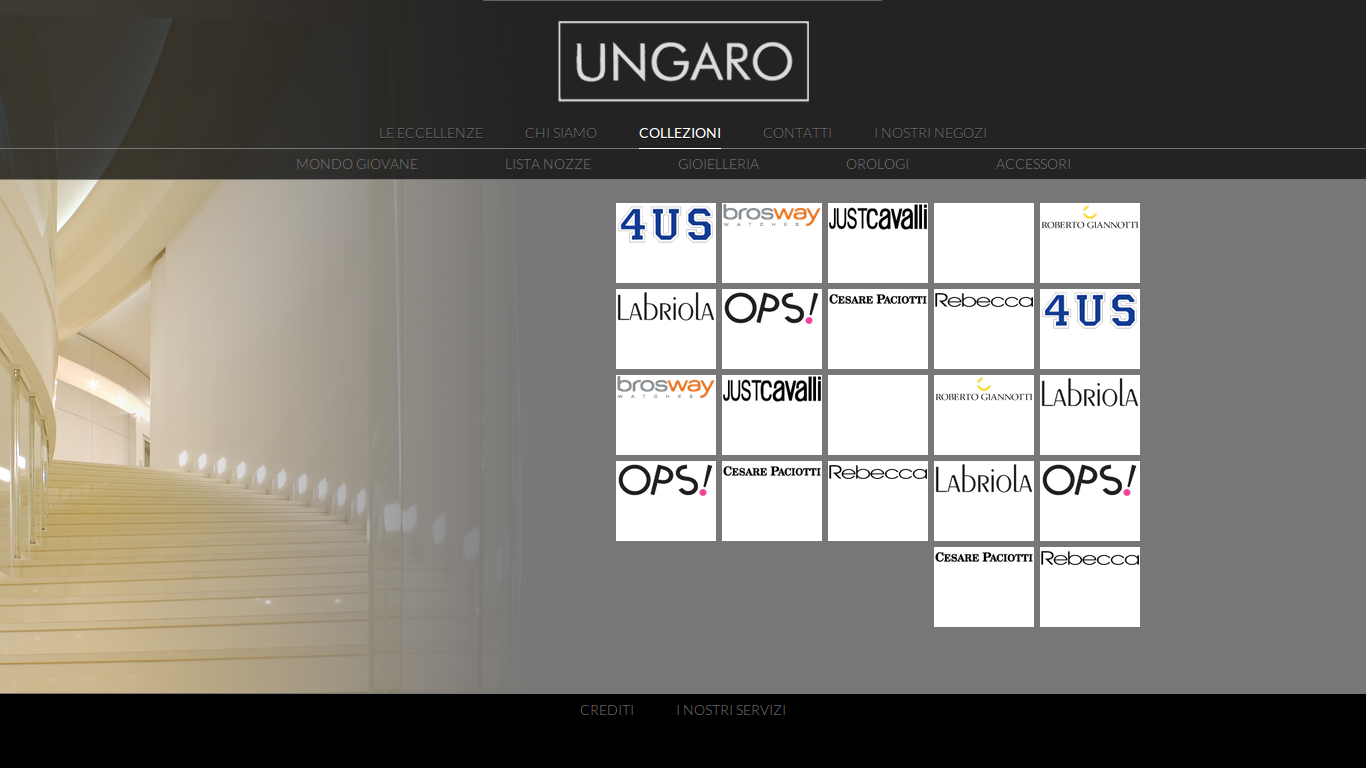 UNGARO
LE ECCELLENZE CHI SIAMO COLLEZIONI CONTATTI I NOSTRI NEGOZI
MONDO GIOVANE LISTA NOZZE GIOIELLERIA OROLOGI ACCESSORI
4US brosway WATCHES JUSTcavalli ROBERTO GIANNOTTI
LABRIOLA OPS! CESARE PACIOTTI Rebecca 4US
brosway WATCHES JUSTcavalli ROBERTO GIANNOTTI LABRIOLA
OPS! CESARE PACIOTTI Rebecca LABRIOLA OPS!
CESARE PACIOTTI Rebecca
CREDITI I NOSTRI SERVIZI